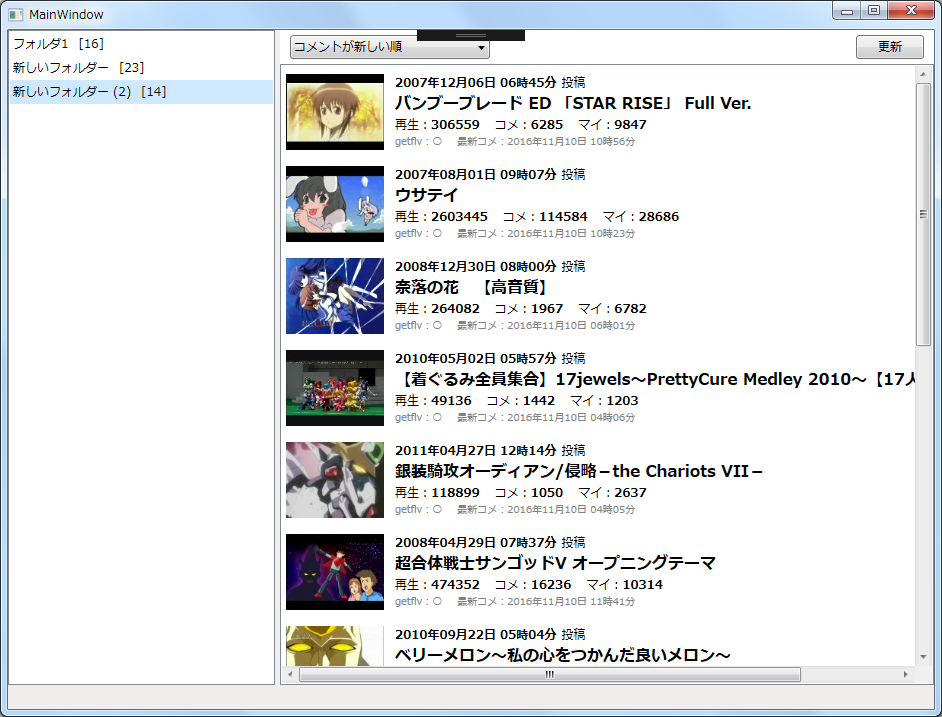 MainWindow
フォルダ1 [16]
新しいフォルダー [23]
新しいフォルダー (2) [14]
コメントが新しい順
更新
2007年12月06日 06時45分 投稿
バンブーブレード ED 「STAR RISE」 Full Ver.
再生：306559 コメ：6285 マイ：9847
getflv：○ 最新コメ：2016年11月10日 10時56分
2007年08月01日 09時07分 投稿
ウサテイ
再生：2603445 コメ：114584 マイ：28686
getflv：○ 最新コメ：2016年11月10日 10時23分
2008年12月30日 08時00分 投稿
奈落の花 【高音質】
再生：264082 コメ：1967 マイ：6782
getflv：○ 最新コメ：2016年11月10日 06時01分
2010年05月02日 05時57分 投稿
【着ぐるみ全員集合】17jewels～PrettyCure Medley 2010～【17人
再生：49136 コメ：1442 マイ：1203
getflv：○ 最新コメ：2016年11月10日 04時06分
2011年04月27日 12時14分 投稿
銀装騎攻オーディアン/侵略－the Chariots VII－
再生：118899 コメ：1050 マイ：2637
getflv：○ 最新コメ：2016年11月10日 04時05分
2008年04月29日 07時37分 投稿
超合体戦士サンゴッドV オープニングテーマ
再生：474352 コメ：16236 マイ：10314
getflv：○ 最新コメ：2016年11月10日 11時41分
2010年09月22日 05時04分 投稿
ベリーメロン～私の心をつかんだ良いメロン～